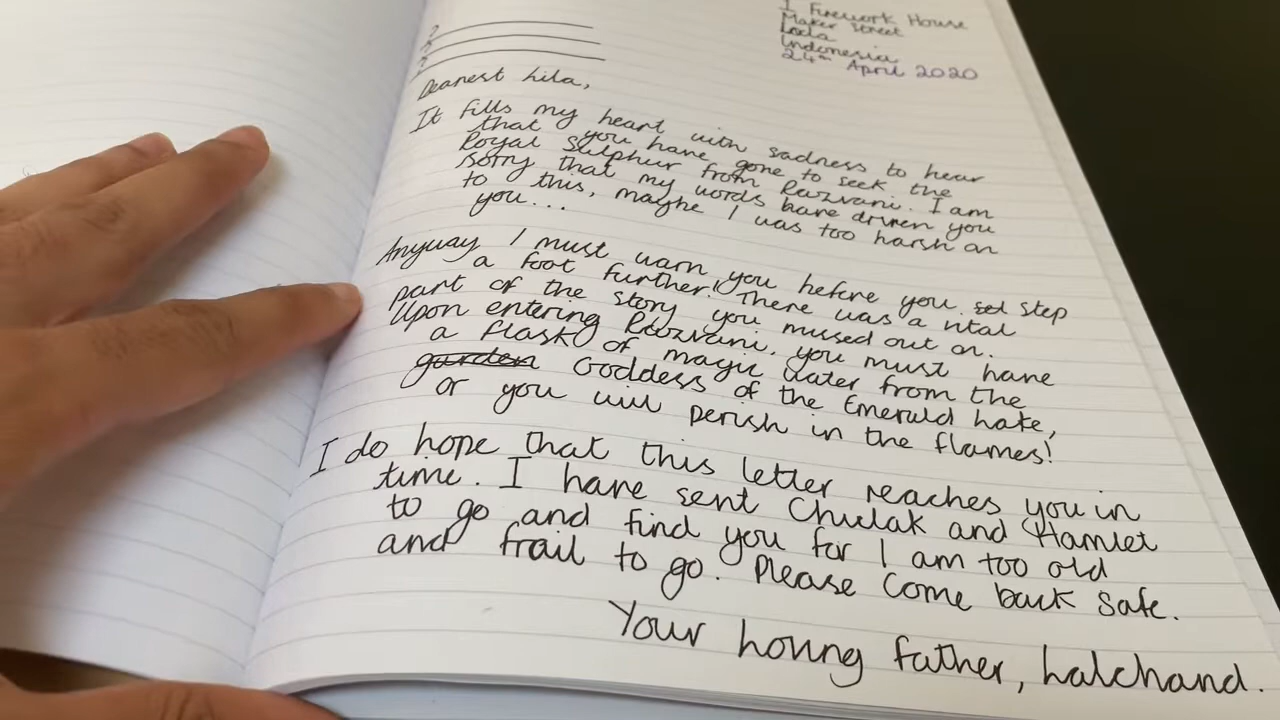 1 Firework House
Maker Street
Indonesia
24th April 2020
Dearest Lila,
It fills my heart with sadness to hear
that you have gone to seek the
Royal Sulphur from Razvani. I am
sorry that my words have driven you
to this, maybe I was too harsh on
you...
Anyway I must warn you before you set step
a foot further! There was a vital
part of the story you missed out on.
Upon entering Razvani, you must have
a flask of magic water from the
garden Goddess of the Emerald Lake,
or you will perish in the flames!
I do hope that this letter reaches you in
time. I have sent Chulak and Hamlet
to go and find you for I am too old
and frail to go. Please come back safe.
Your loving father, Lalchand.